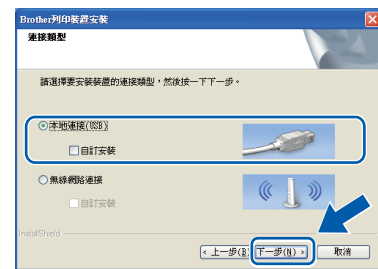 Brother列印裝置安裝
連接類型
請選擇要安裝裝置的連接類型，然後按一下下一步。
本地連接(USB)
自訂安裝
無線網路連接
自訂安裝
InstallShield
< 上一步(B) 下一步(N) > 取消